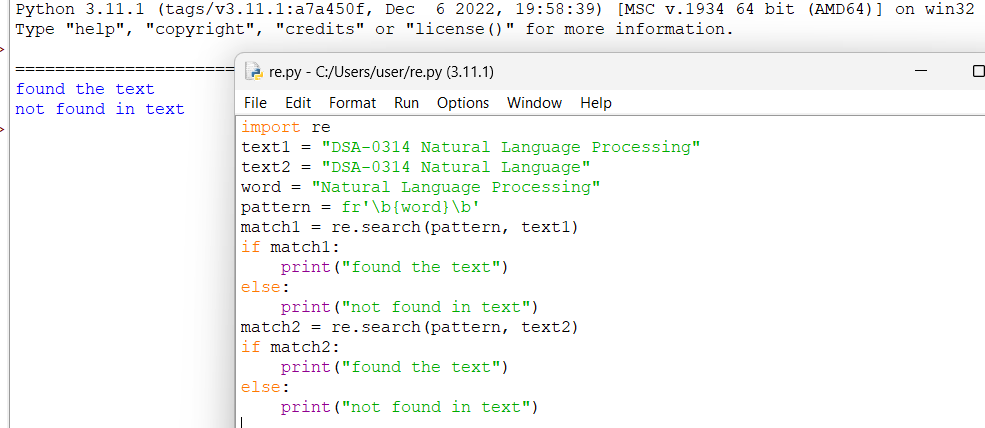 Python 3.11.1 (tags/v3.11.1:a7a450f, Dec  6 2022, 19:58:39) [MSC v.1934 64 bit (AMD64)] on win32
Type "help", "copyright", "credits" or "license()" for more information.
======================
found the text
not found in text
re.py - C:/Users/user/re.py (3.11.1)
File Edit Format Run Options Window Help
import re
text1 = "DSA-0314 Natural Language Processing"
text2 = "DSA-0314 Natural Language"
word = "Natural Language Processing"
pattern = fr'\b{word}\b'
match1 = re.search(pattern, text1)
if match1:
    print("found the text")
else:
    print("not found in text")
match2 = re.search(pattern, text2)
if match2:
    print("found the text")
else:
    print("not found in text")